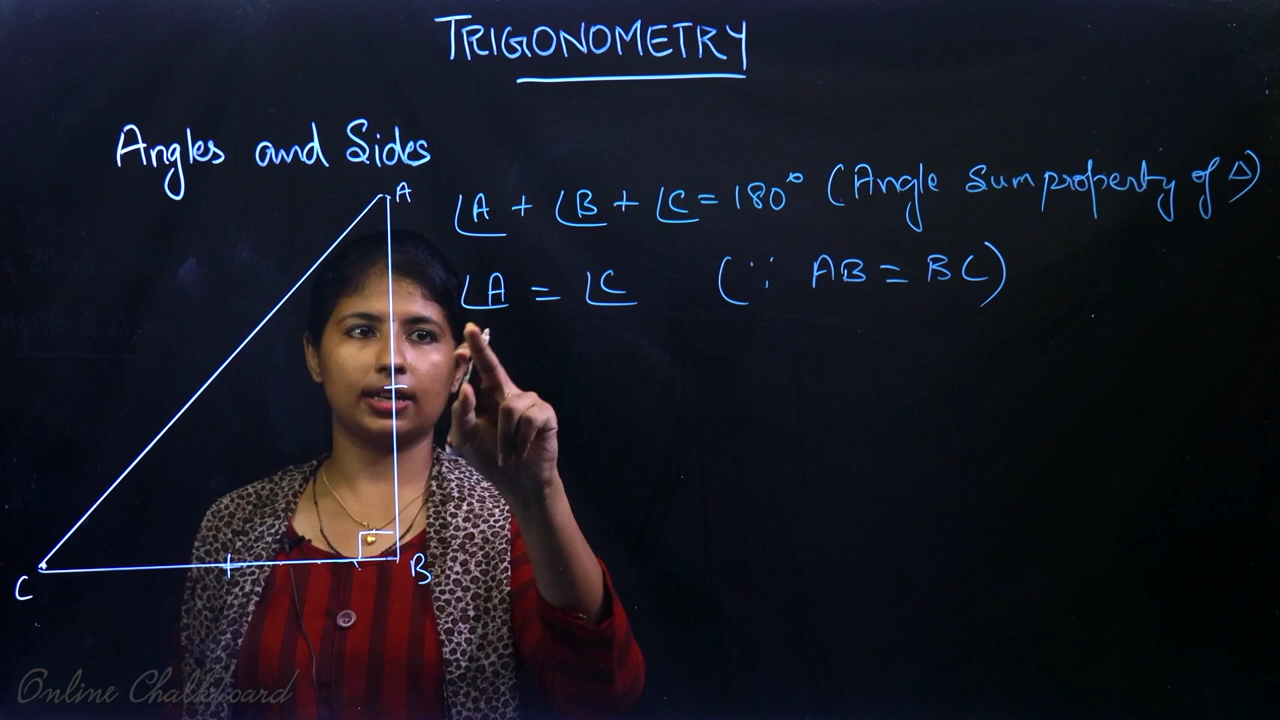 TRIGONOMETRY
Angles and Sides
∠A + ∠B + ∠C = 180° (Angle Sum property of Δ)
∠A = ∠C (∵ AB = BC)
A
B
C
Online Chalkboard